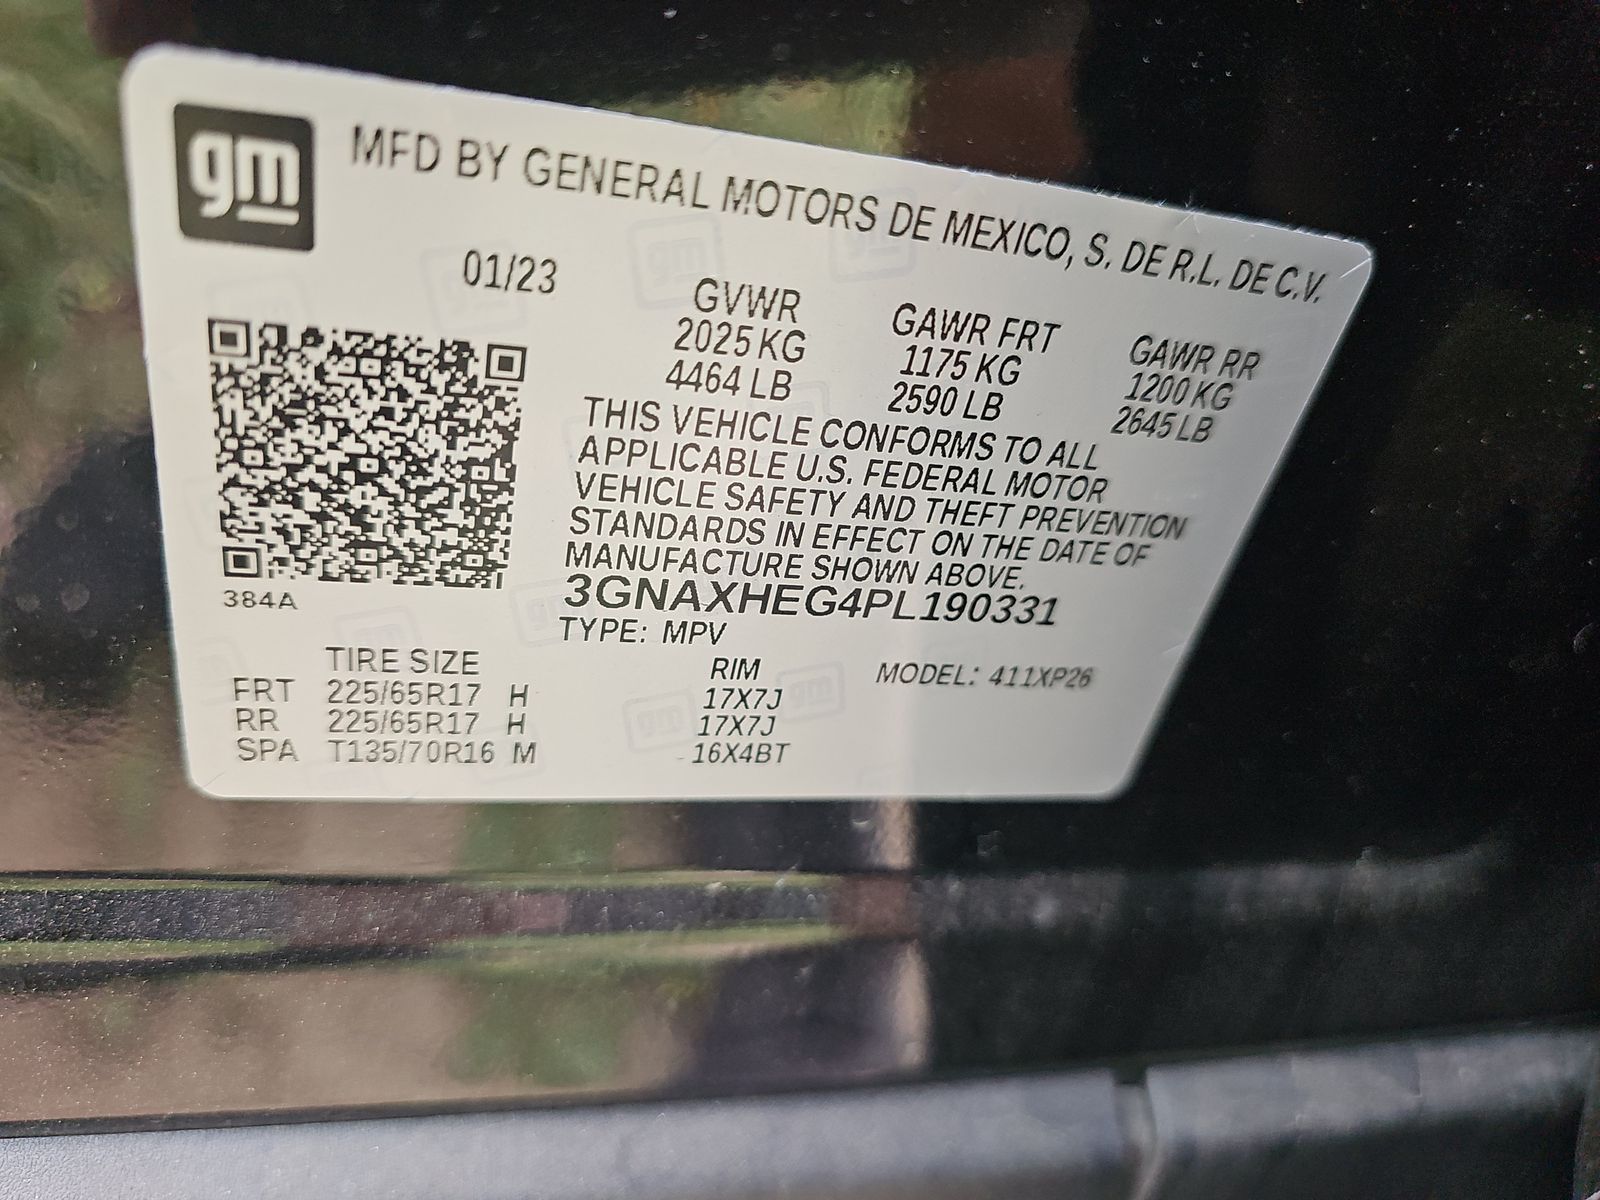 gm
MFD BY GENERAL MOTORS DE MEXICO, S. DE R.L. DE C.V.
01/23
GVWR GAWR FRT GAWR RR
2025 KG 1175 KG 1200 KG
4464 LB 2590 LB 2645 LB
THIS VEHICLE CONFORMS TO ALL
APPLICABLE U.S. FEDERAL MOTOR
VEHICLE SAFETY AND THEFT PREVENTION
STANDARDS IN EFFECT ON THE DATE OF
MANUFACTURE SHOWN ABOVE.
384A
3GNAXHEG4PL190331
TYPE: MPV
TIRE SIZE RIM MODEL: 411XP26
FRT 225/65R17 H 17X7J
RR 225/65R17 H 17X7J
SPA T135/70R16 M 16X4BT